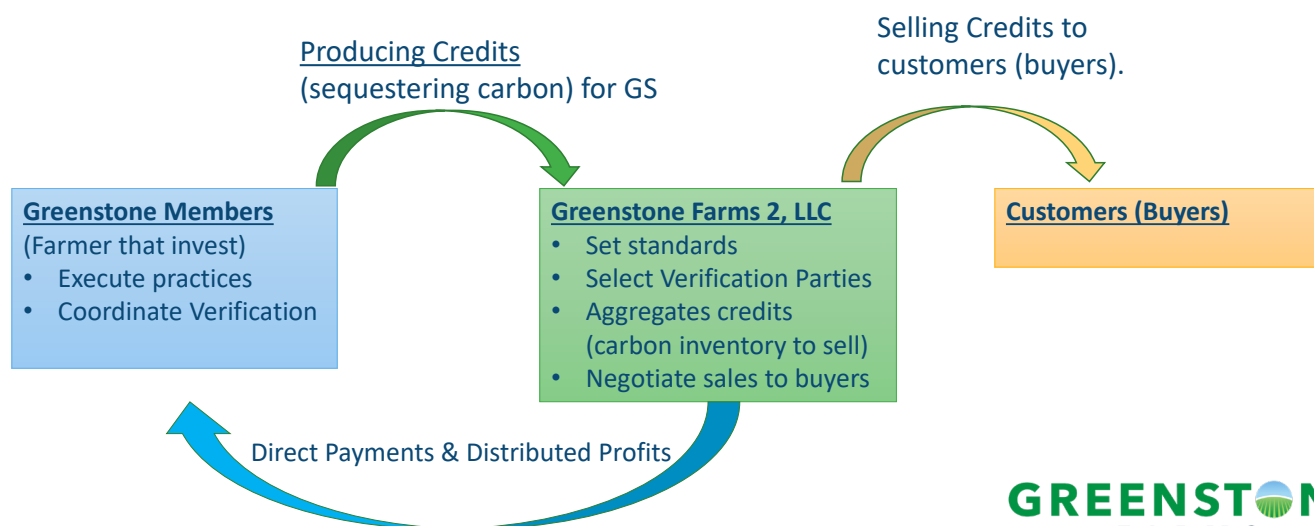 Producing Credits
(sequestering carbon) for GS
Selling Credits to
customers (buyers).
Greenstone Members
(Farmer that invest)
• Execute practices
• Coordinate Verification
Greenstone Farms 2, LLC
• Set standards
• Select Verification Parties
• Aggregates credits
(carbon inventory to sell)
• Negotiate sales to buyers
Customers (Buyers)
Direct Payments & Distributed Profits